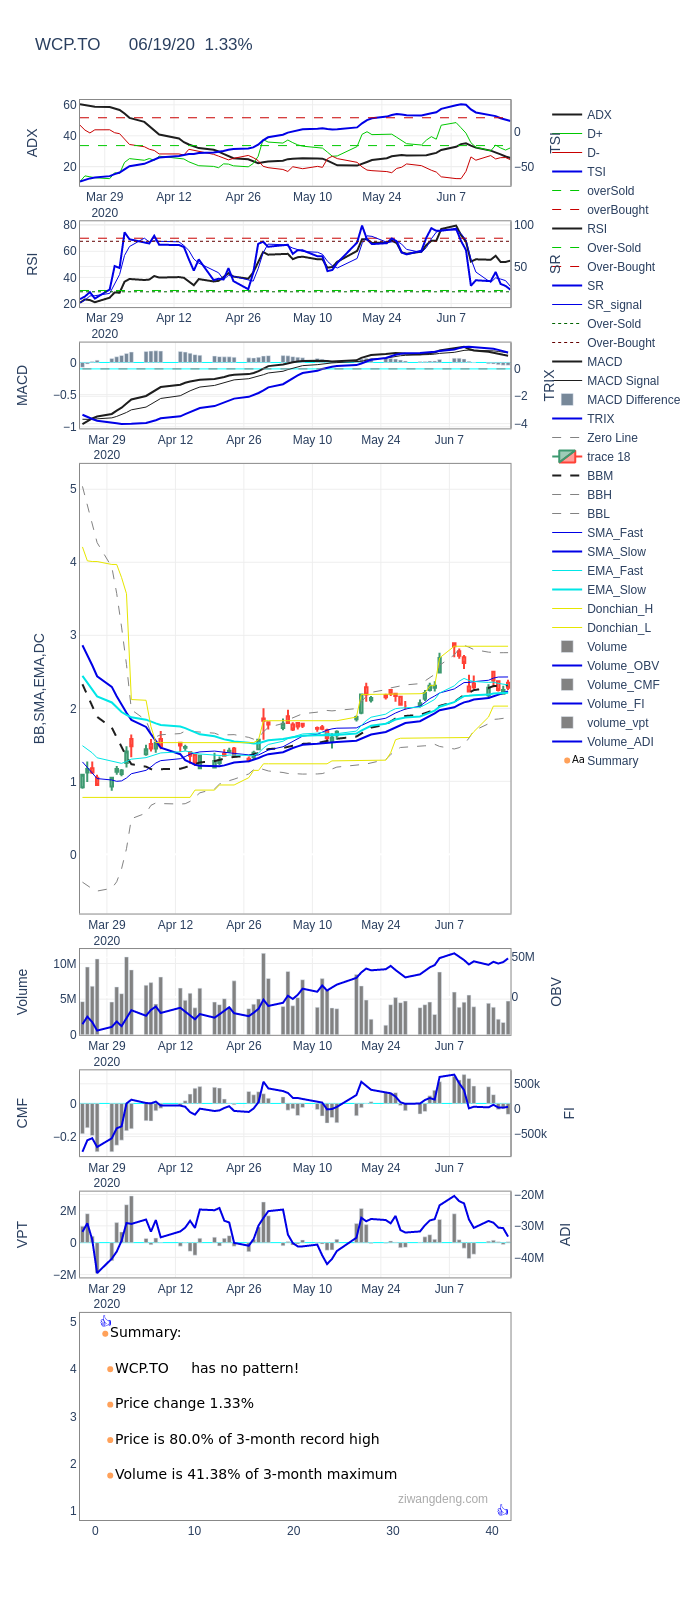 WCP.TO 06/19/20 1.33%
60
40
20
ADX
0
−50
TSI
Mar 29 Apr 12 Apr 26 May 10 May 24 Jun 7
2020
80
60
40
20
RSI
100
50
SR
Mar 29 Apr 12 Apr 26 May 10 May 24 Jun 7
2020
0
−0.5
−1
MACD
0
−2
−4
TRIX
Mar 29 Apr 12 Apr 26 May 10 May 24 Jun 7
2020
5
4
3
2
1
0
BB,SMA,EMA,DC
Mar 29 Apr 12 Apr 26 May 10 May 24 Jun 7
2020
10M
5M
0
Volume
50M
0
OBV
Mar 29 Apr 12 Apr 26 May 10 May 24 Jun 7
2020
0
−0.2
CMF
500k
0
−500k
FI
Mar 29 Apr 12 Apr 26 May 10 May 24 Jun 7
2020
2M
0
−2M
VPT
−20M
−30M
−40M
ADI
Mar 29 Apr 12 Apr 26 May 10 May 24 Jun 7
2020
5
4
3
2
1
👍
Summary:
WCP.TO has no pattern!
Price change 1.33%
Price is 80.0% of 3-month record high
Volume is 41.38% of 3-month maximum
ziwangdeng.com
👍
0 10 20 30 40
ADX
D+
D-
TSI
overSold
overBought
RSI
Over-Sold
Over-Bought
SR
SR_signal
Over-Sold
Over-Bought
MACD
MACD Signal
MACD Difference
TRIX
Zero Line
trace 18
BBM
BBH
BBL
SMA_Fast
SMA_Slow
EMA_Fast
EMA_Slow
Donchian_H
Donchian_L
Volume
Volume_OBV
Volume_CMF
Volume_FI
volume_vpt
Volume_ADI
Aa Summary